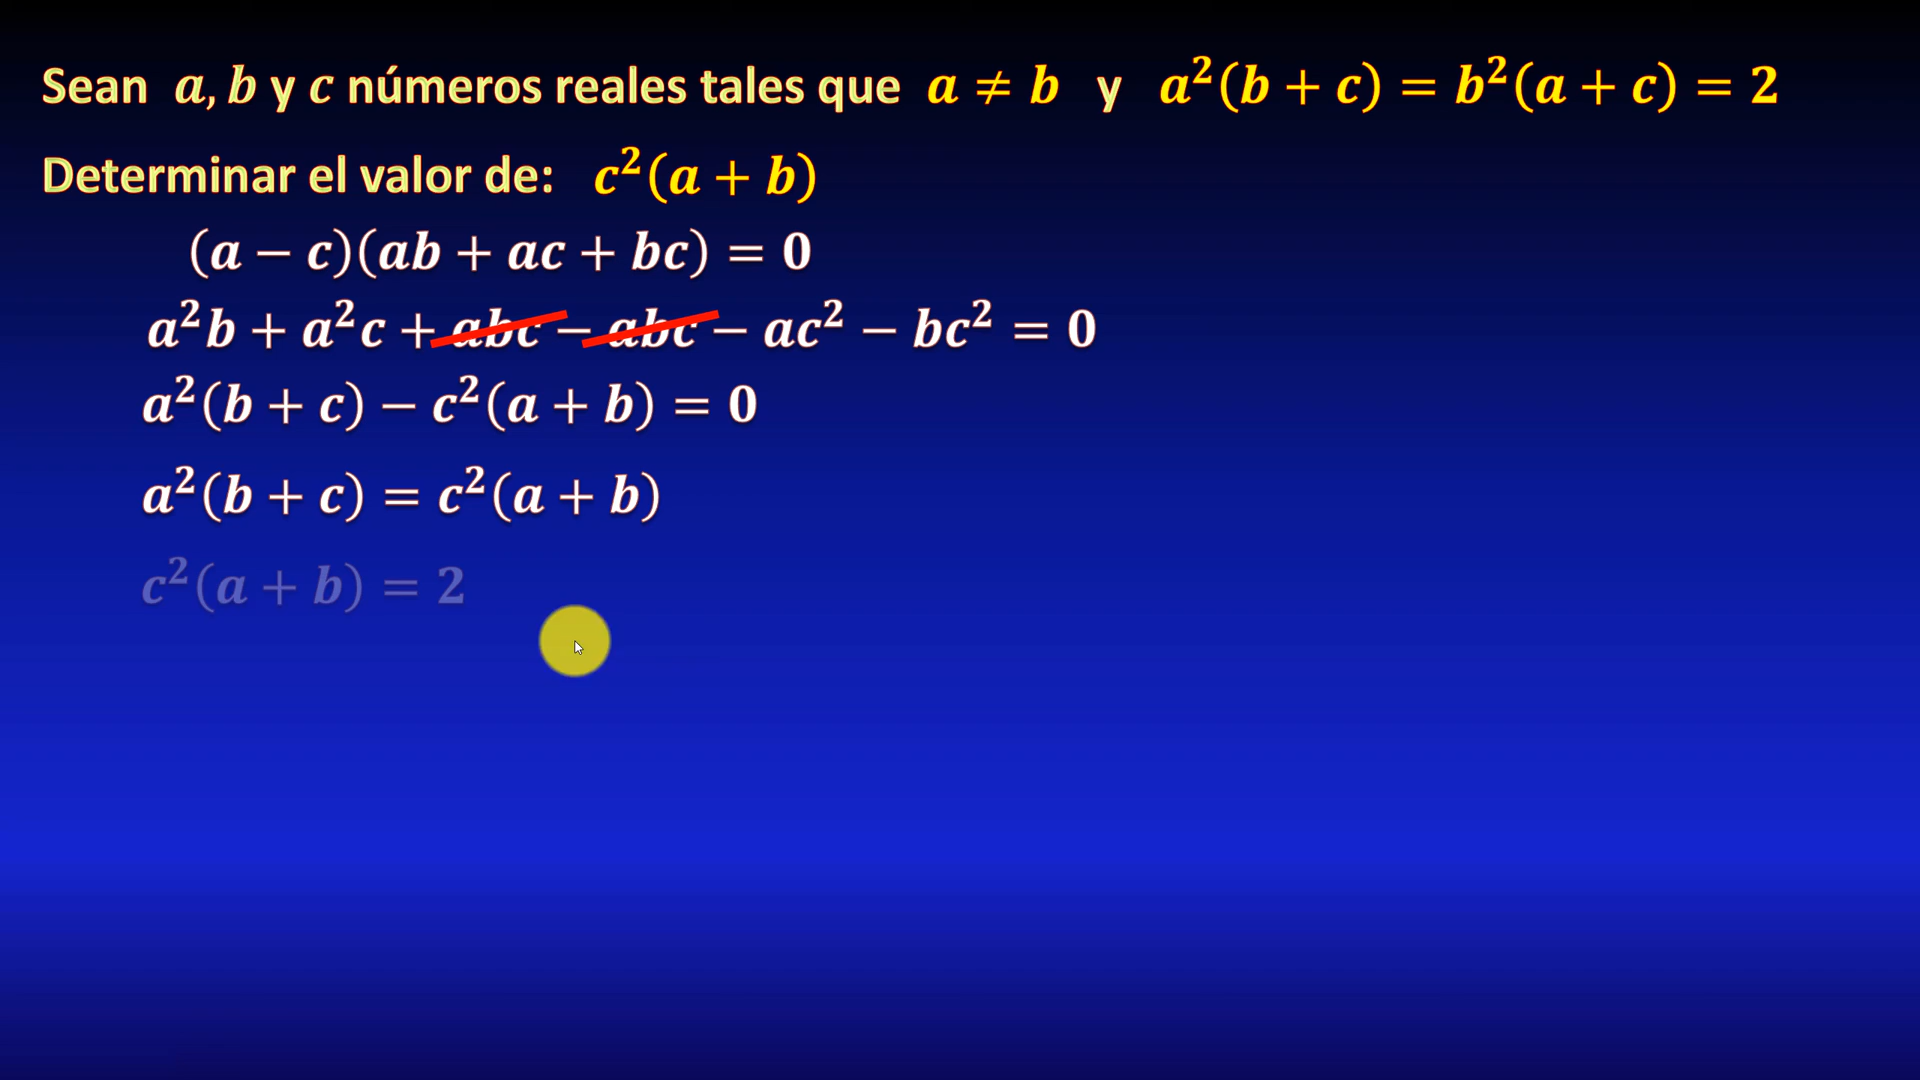 Sean a, b y c números reales tales que a ≠ b y a²(b + c) = b²(a + c) = 2
Determinar el valor de: c²(a + b)
(a − c)(ab + ac + bc) = 0
a²b + a²c + abc − abc − ac² − bc² = 0
a²(b + c) − c²(a + b) = 0
a²(b + c) = c²(a + b)
c²(a + b) = 2